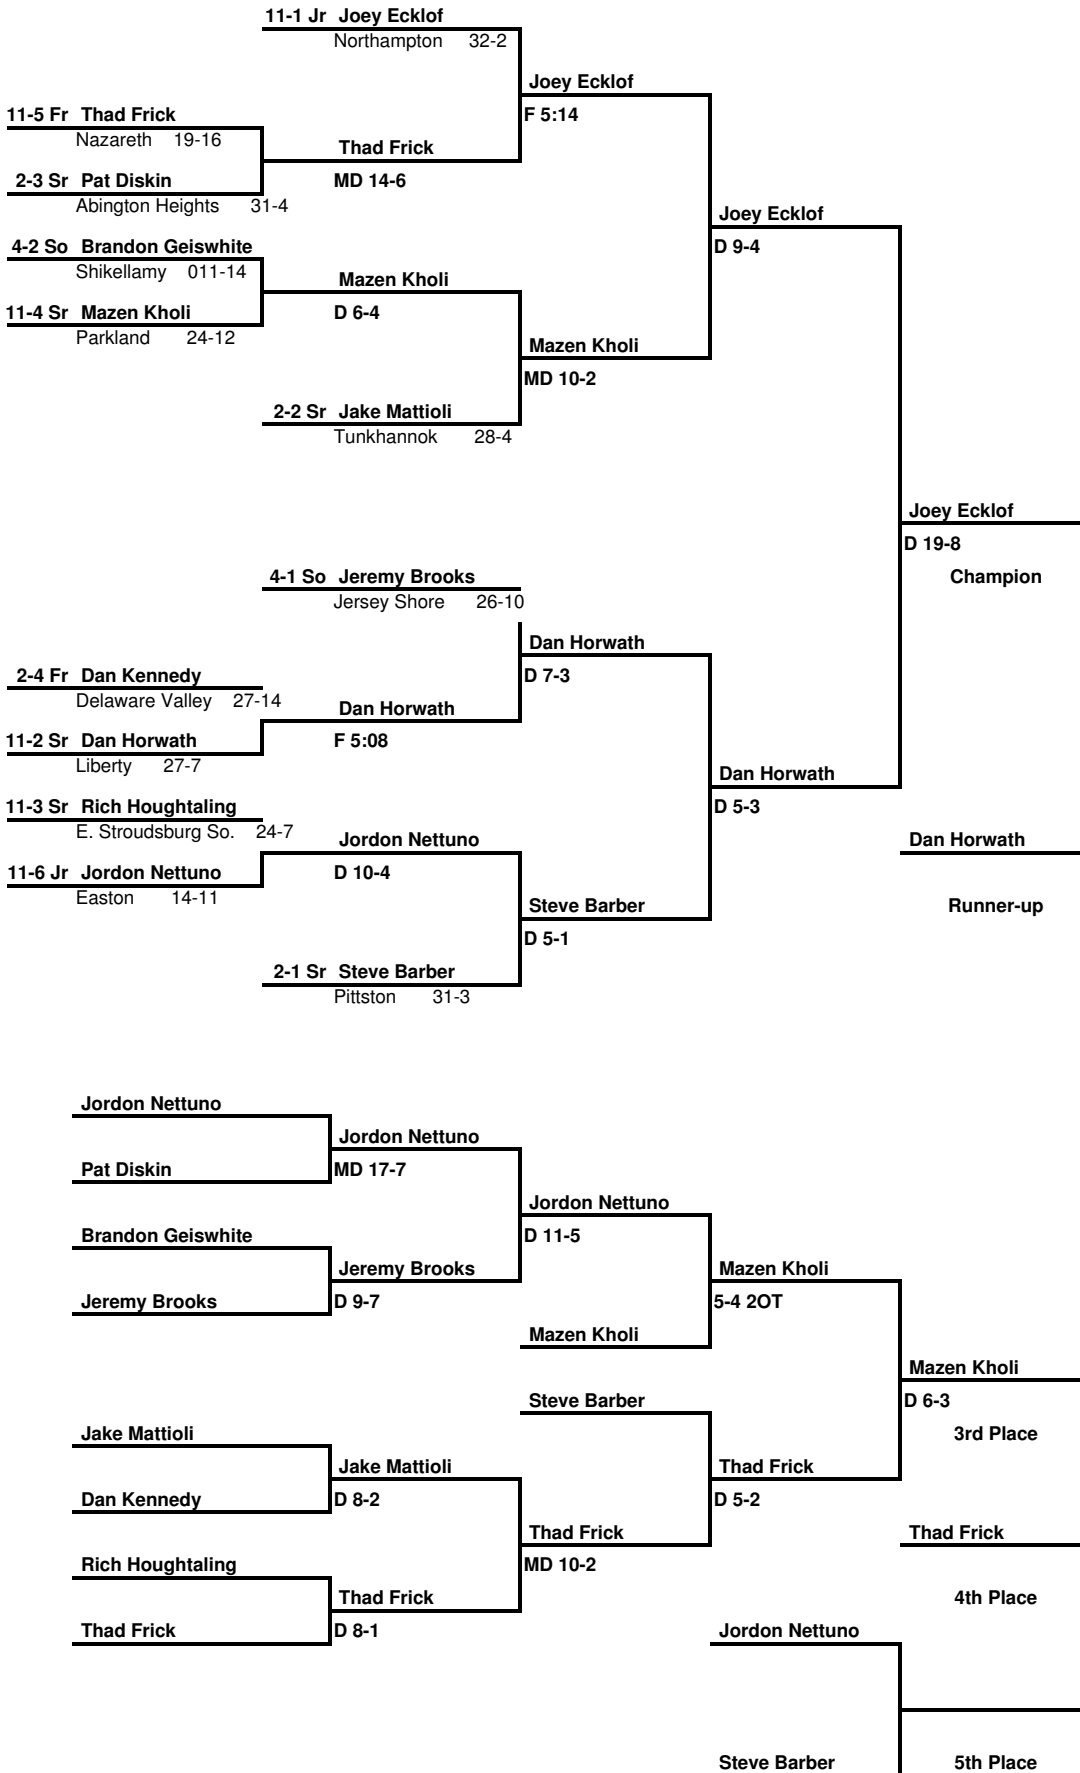 11-1 Jr Joey Ecklof
Northampton 32-2
Joey Ecklof
11-5 Fr Thad Frick
F 5:14
Nazareth 19-16
Thad Frick
2-3 Sr Pat Diskin
MD 14-6
Abington Heights 31-4
Joey Ecklof
4-2 So Brandon Geiswhite
D 9-4
Shikellamy 011-14
Mazen Kholi
11-4 Sr Mazen Kholi
D 6-4
Parkland 24-12
Mazen Kholi
MD 10-2
2-2 Sr Jake Mattioli
Tunkhannok 28-4
Joey Ecklof
D 19-8
4-1 So Jeremy Brooks
Champion
Jersey Shore 26-10
Dan Horwath
2-4 Fr Dan Kennedy
D 7-3
Delaware Valley 27-14
Dan Horwath
11-2 Sr Dan Horwath
F 5:08
Liberty 27-7
Dan Horwath
11-3 Sr Rich Houghtaling
D 5-3
E. Stroudsburg So. 24-7
Jordon Nettuno
Dan Horwath
11-6 Jr Jordon Nettuno
D 10-4
Easton 14-11
Steve Barber
Runner-up
D 5-1
2-1 Sr Steve Barber
Pittston 31-3
Jordon Nettuno
Jordon Nettuno
Pat Diskin
MD 17-7
Jordon Nettuno
Brandon Geiswhite
D 11-5
Jeremy Brooks
Mazen Kholi
Jeremy Brooks
D 9-7
5-4 2OT
Mazen Kholi
Mazen Kholi
Steve Barber
D 6-3
Jake Mattioli
3rd Place
Jake Mattioli
Thad Frick
Dan Kennedy
D 8-2
D 5-2
Thad Frick
Thad Frick
Rich Houghtaling
MD 10-2
Thad Frick
4th Place
Thad Frick
D 8-1
Jordon Nettuno
Steve Barber
5th Place